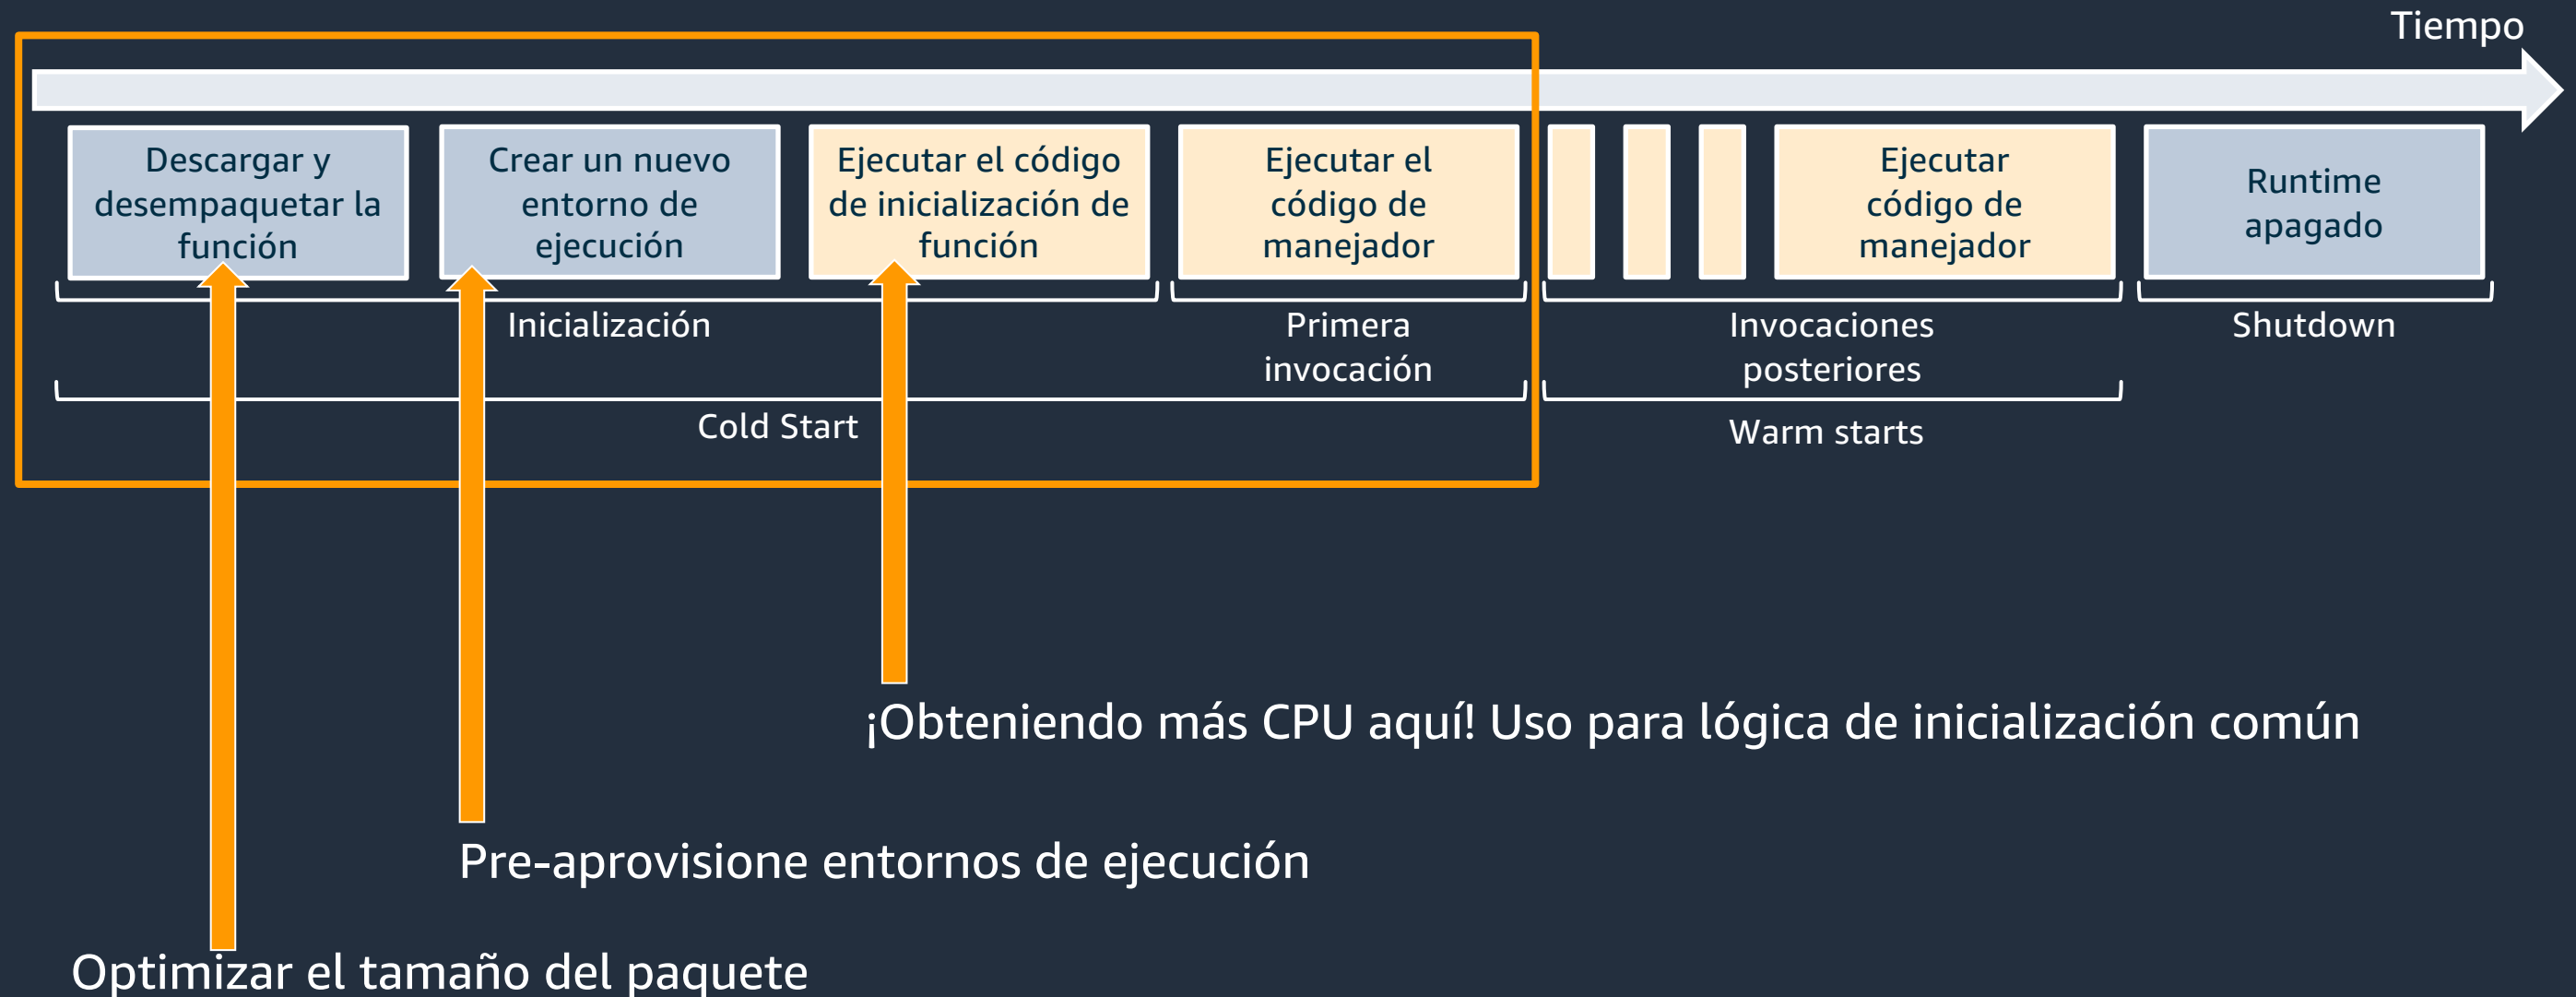 Tiempo
Descargar y
desempaquetar la
función
Crear un nuevo
entorno de
ejecución
Ejecutar el código
de inicialización de
función
Ejecutar el
código de
manejador
Ejecutar
código de
manejador
Runtime
apagado
Inicialización
Primera
invocación
Invocaciones
posteriores
Shutdown
Cold Start
Warm starts
¡Obteniendo más CPU aquí! Uso para lógica de inicialización común
Pre-aprovisione entornos de ejecución
Optimizar el tamaño del paquete